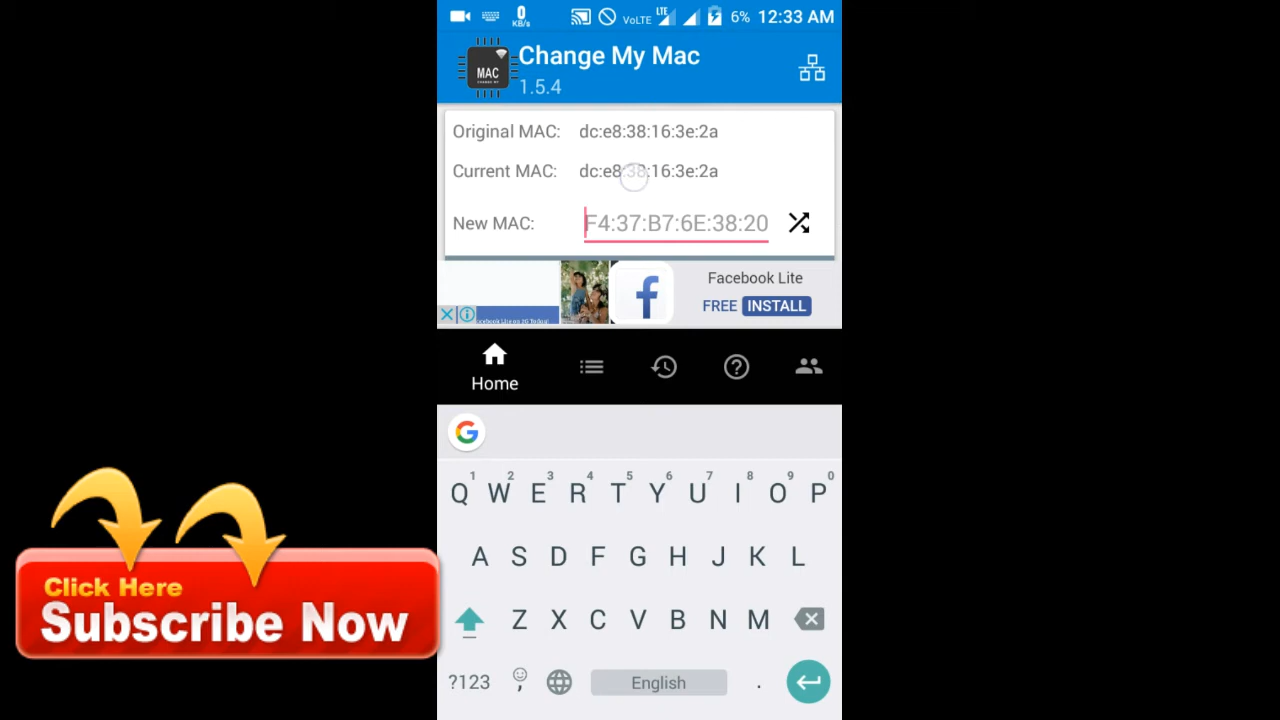 0
KB/s
VoLTE
LTE
6%
12:33 AM
MAC
CHANGE MY
Change My Mac
1.5.4
Original MAC: dc:e8:38:16:3e:2a
Current MAC: dc:e8:38:16:3e:2a
New MAC: F4:37:B7:6E:38:20
Facebook Lite
FREE INSTALL
Home
G
1 2 3 4 5 6 7 8 9 0
Q W E R T Y U I O P
A S D F G H J K L
Z X C V B N M
?123 , English .
Click Here
Subscribe Now